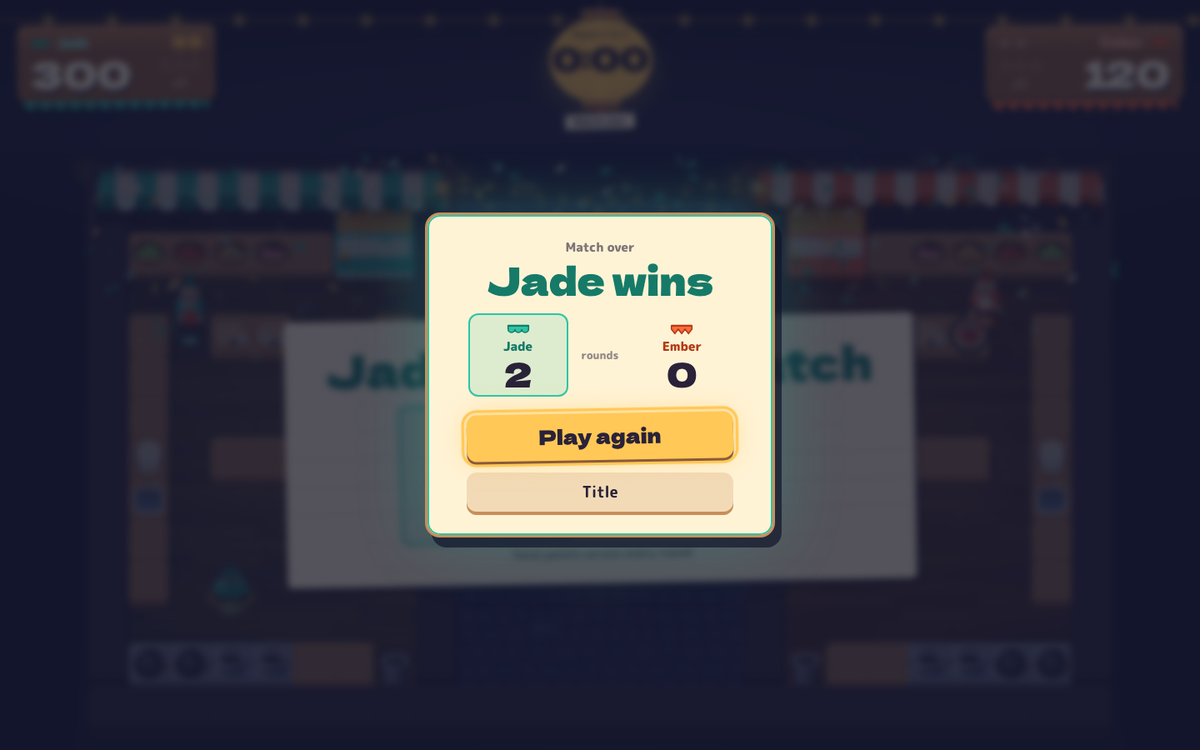 300
0:00
120
Match over
Jade wins
Jade
2
rounds
Ember
0
Play again
Title